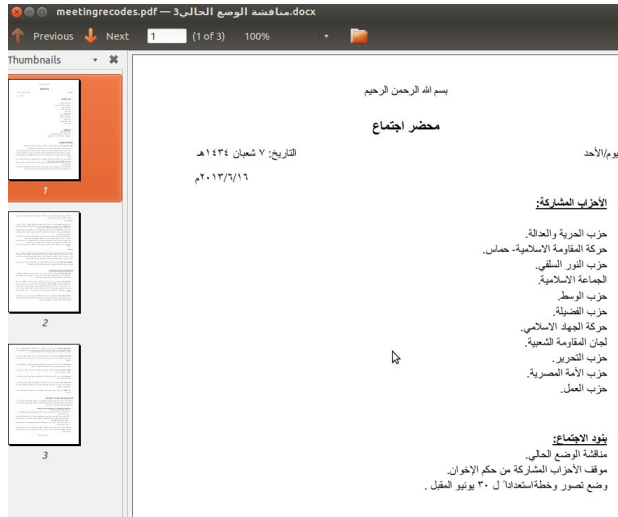 meetingrecodes.pdf — منافشة الوضع الحالي3.docx
Previous Next 1 (1 of 3) 100%
Thumbnails
1
2
3
بسم الله الرحمن الرحيم
محضر اجتماع
يوم/الأحد التاريخ: ٧ شعبان ١٤٣٤هـ
٢٠١٣/٦/١٦م
الأحزاب المشاركة:
حزب الحرية والعدالة.
حركة المقاومة الاسلامية- حماس.
حزب النور السلفي.
الجماعة الاسلامية.
حزب الوسط.
حزب الفضيلة.
حركة الجهاد الاسلامي.
لجان المقاومة الشعبية.
حزب التحرير.
حزب الأمة المصرية.
حزب العمل.
بنود الاجتماع:
مناقشة الوضع الحالي.
موقف الأحزاب المشاركة من حكم الإخوان.
وضع تصور وخطةاستعدادا ً ل ٣٠ يونيو المقبل .